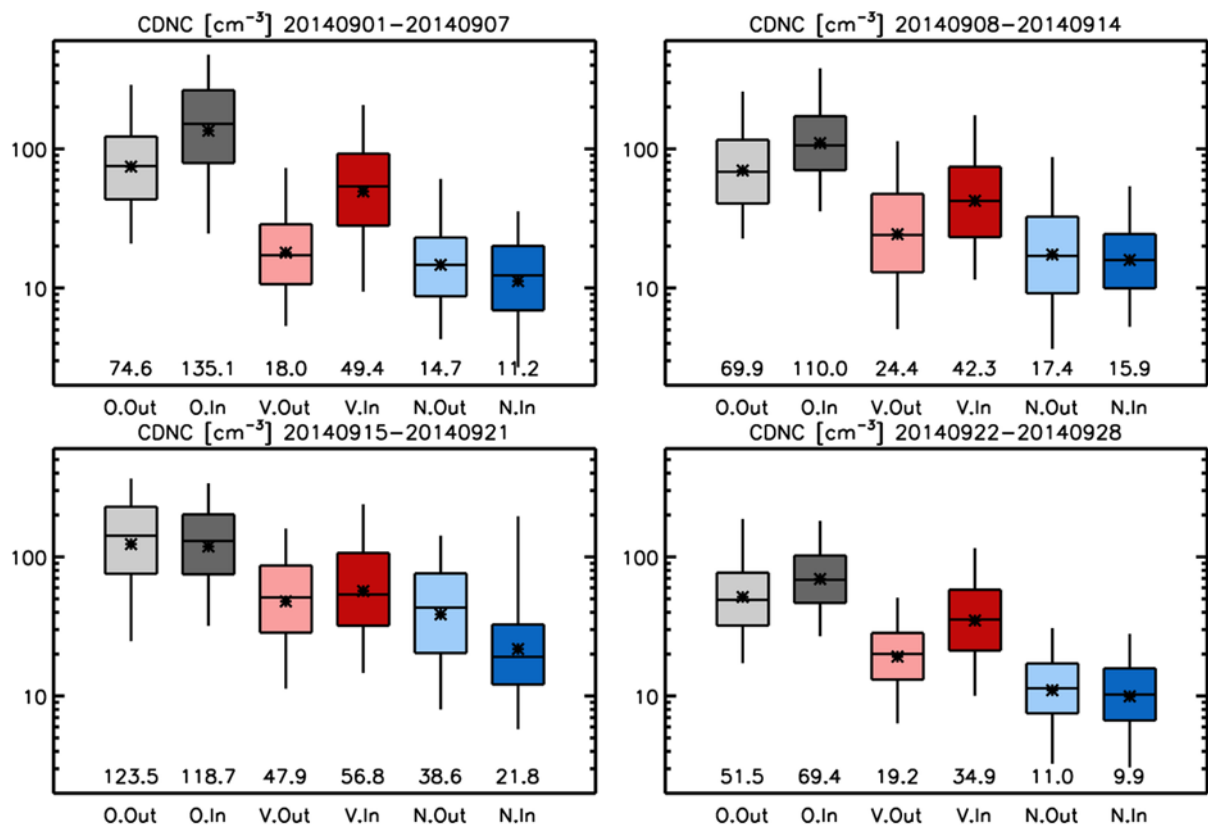 CDNC [cm⁻³] 20140901−20140907
100
10
74.6 135.1 18.0 49.4 14.7 11.2
O.Out O.In V.Out V.In N.Out N.In
CDNC [cm⁻³] 20140908−20140914
100
10
69.9 110.0 24.4 42.3 17.4 15.9
O.Out O.In V.Out V.In N.Out N.In
CDNC [cm⁻³] 20140915−20140921
100
10
123.5 118.7 47.9 56.8 38.6 21.8
O.Out O.In V.Out V.In N.Out N.In
CDNC [cm⁻³] 20140922−20140928
100
10
51.5 69.4 19.2 34.9 11.0 9.9
O.Out O.In V.Out V.In N.Out N.In